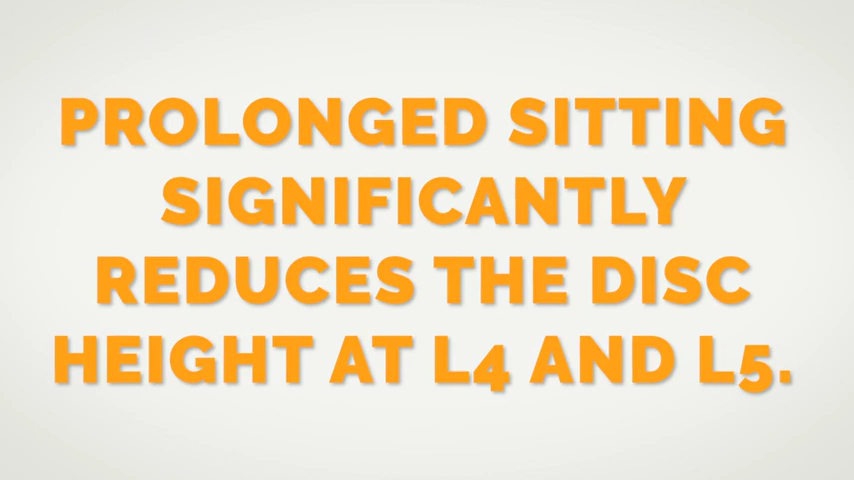 PROLONGED SITTING
SIGNIFICANTLY
REDUCES THE DISC
HEIGHT AT L4 AND L5.